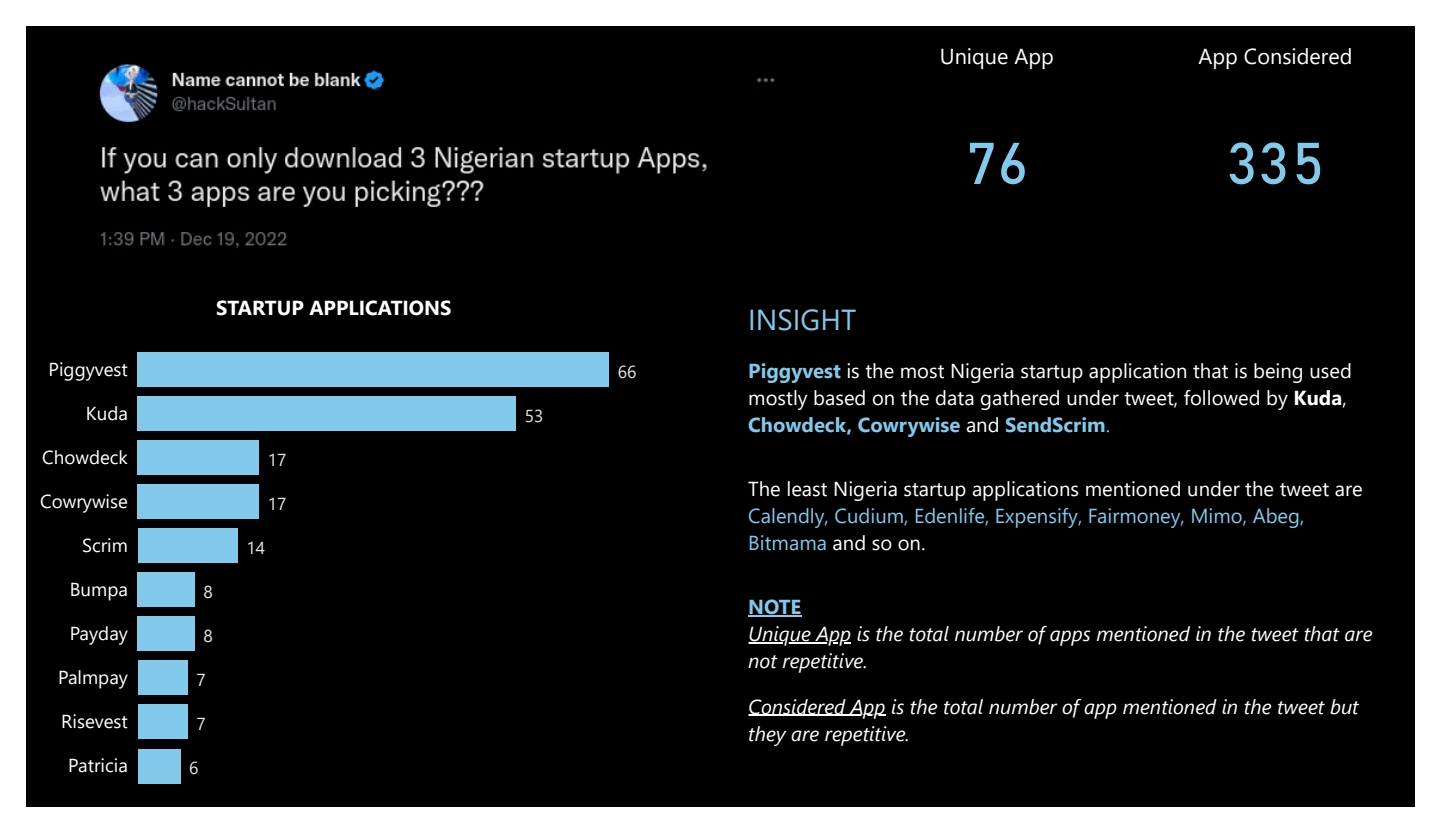 Name cannot be blank
@hackSultan
If you can only download 3 Nigerian startup Apps,
what 3 apps are you picking???
1:39 PM · Dec 19, 2022
Unique App
76
App Considered
335
STARTUP APPLICATIONS
Piggyvest 66
Kuda 53
Chowdeck 17
Cowrywise 17
Scrim 14
Bumpa 8
Payday 8
Palmpay 7
Risevest 7
Patricia 6
INSIGHT
Piggyvest is the most Nigeria startup application that is being used
mostly based on the data gathered under tweet, followed by Kuda,
Chowdeck, Cowrywise and SendScrim.
The least Nigeria startup applications mentioned under the tweet are
Calendly, Cudium, Edenlife, Expensify, Fairmoney, Mimo, Abeg,
Bitmama and so on.
NOTE
Unique App is the total number of apps mentioned in the tweet that are
not repetitive.
Considered App is the total number of app mentioned in the tweet but
they are repetitive.